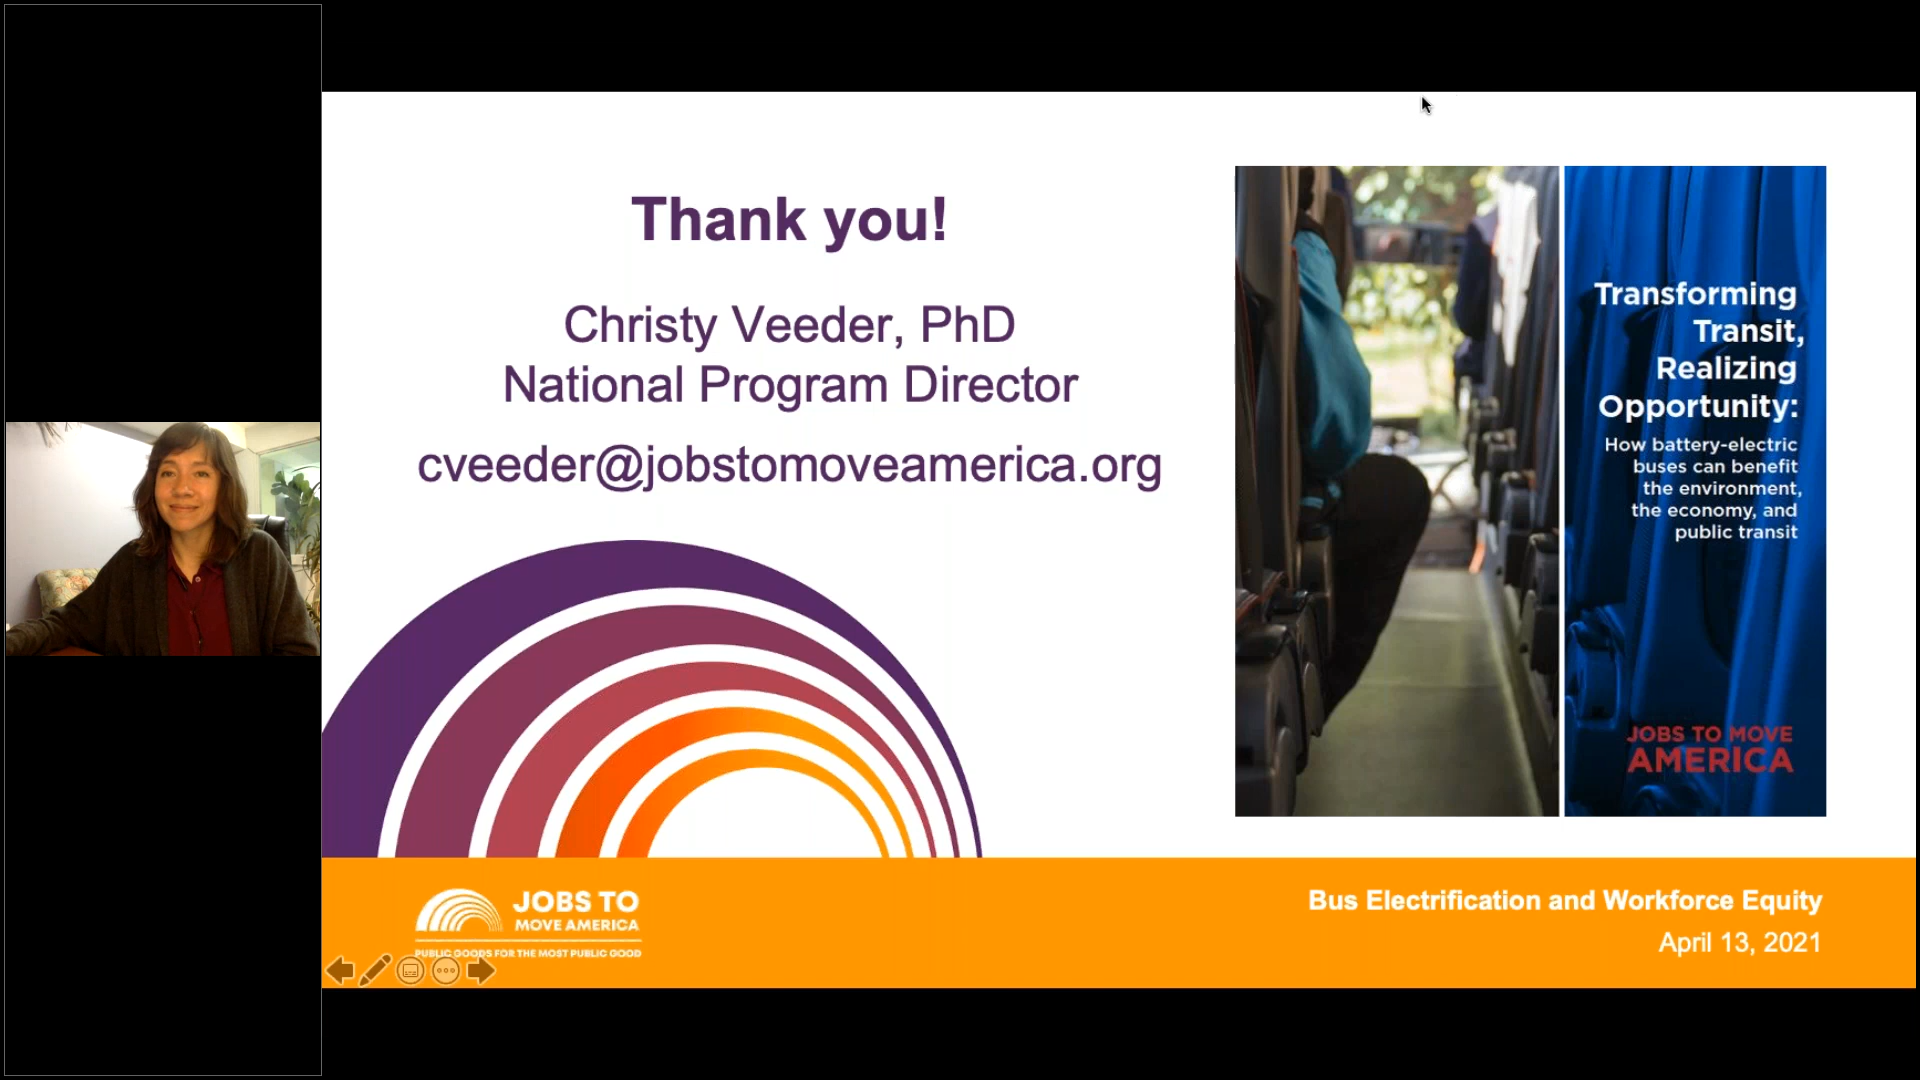 Thank you!
Christy Veeder, PhD
National Program Director
cveeder@jobstomoveamerica.org
Transforming
Transit,
Realizing
Opportunity:
How battery-electric
buses can benefit
the environment,
the economy, and
public transit
JOBS TO MOVE
AMERICA
JOBS TO
MOVE AMERICA
PUBLIC GOODS FOR THE MOST PUBLIC GOOD
Bus Electrification and Workforce Equity
April 13, 2021